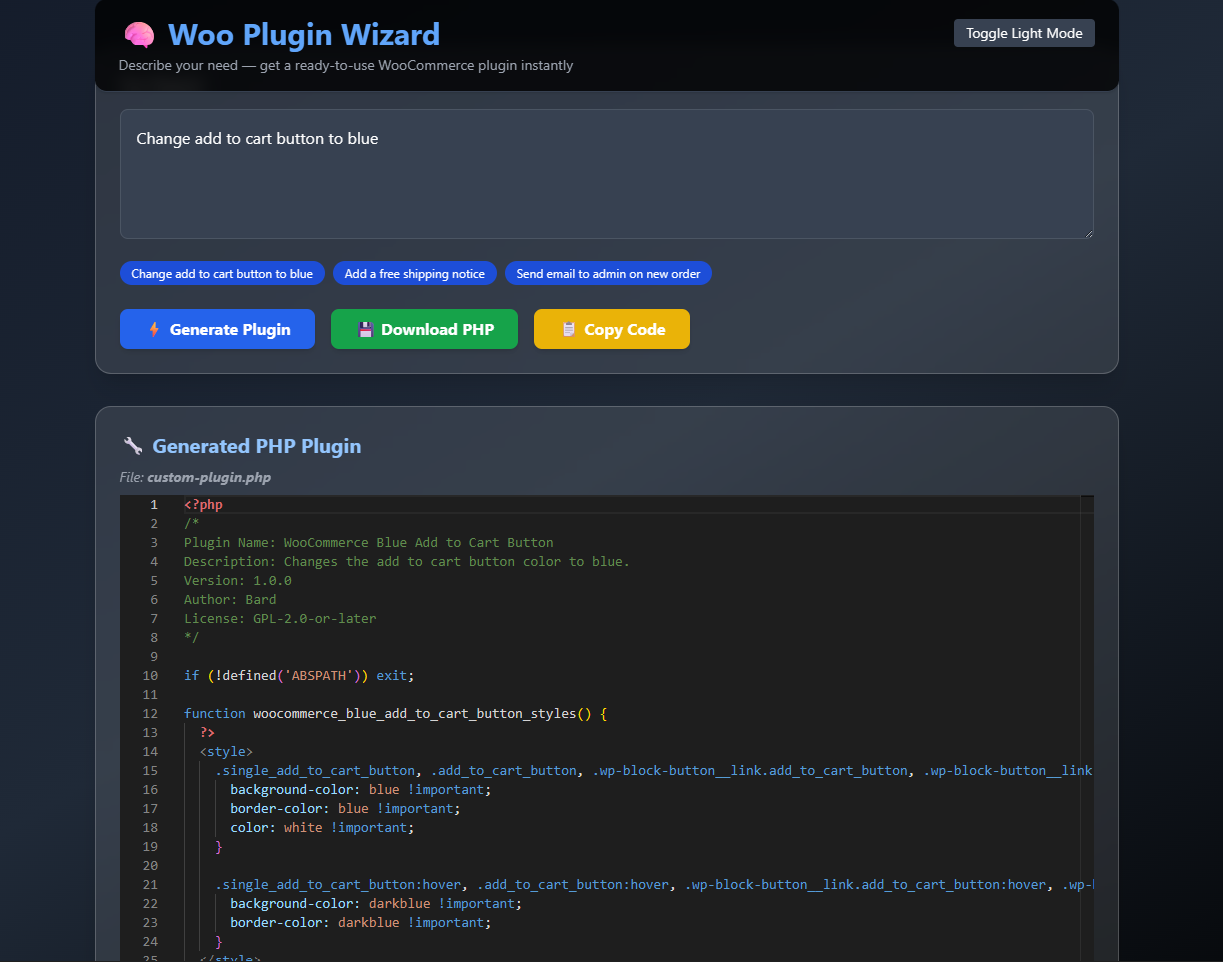 Woo Plugin Wizard
Toggle Light Mode
Describe your need — get a ready-to-use WooCommerce plugin instantly
Change add to cart button to blue
Change add to cart button to blue
Add a free shipping notice
Send email to admin on new order
Generate Plugin
Download PHP
Copy Code
Generated PHP Plugin
File: custom-plugin.php
1 <?php
2 /*
3 Plugin Name: WooCommerce Blue Add to Cart Button
4 Description: Changes the add to cart button color to blue.
5 Version: 1.0.0
6 Author: Bard
7 License: GPL-2.0-or-later
8 */
9
10 if (!defined('ABSPATH')) exit;
11
12 function woocommerce_blue_add_to_cart_button_styles() {
13 ?>
14 <style>
15 .single_add_to_cart_button, .add_to_cart_button, .wp-block-button__link.add_to_cart_button, .wp-block-button__link
16 background-color: blue !important;
17 border-color: blue !important;
18 color: white !important;
19 }
20
21 .single_add_to_cart_button:hover, .add_to_cart_button:hover, .wp-block-button__link.add_to_cart_button:hover, .wp-
22 background-color: darkblue !important;
23 border-color: darkblue !important;
24 }
25 </style>